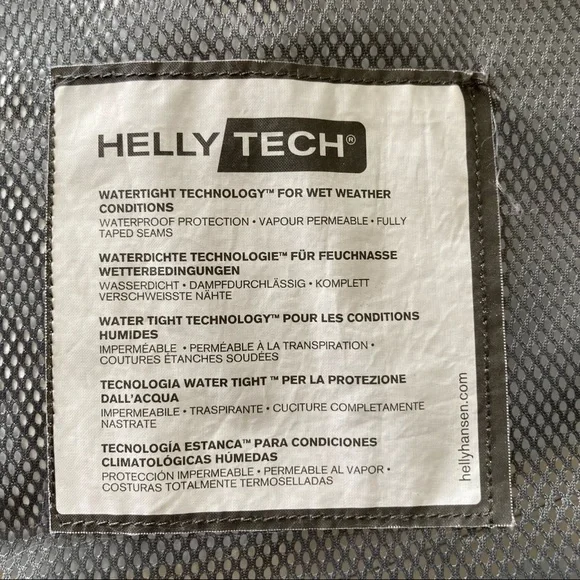 HELLY TECH®
WATERTIGHT TECHNOLOGY™ FOR WET WEATHER
CONDITIONS
WATERPROOF PROTECTION • VAPOUR PERMEABLE • FULLY
TAPED SEAMS
WATERDICHTE TECHNOLOGIE™ FÜR FEUCHNASSE
WETTERBEDINGUNGEN
WASSERDICHT • DAMPFDURCHLÄSSIG • KOMPLETT
VERSCHWEISSTE NÄHTE
WATER TIGHT TECHNOLOGY™ POUR LES CONDITIONS
HUMIDES
IMPERMÉABLE • PERMÉABLE À LA TRANSPIRATION •
COUTURES ÉTANCHES SOUDÉES
TECNOLOGIA WATER TIGHT ™ PER LA PROTEZIONE
DALL'ACQUA
IMPERMEABILE • TRASPIRANTE • CUCITURE COMPLETAMENTE
NASTRATE
TECNOLOGÍA ESTANCA™ PARA CONDICIONES
CLIMATOLÓGICAS HÚMEDAS
PROTECCIÓN IMPERMEABLE • PERMEABLE AL VAPOR •
COSTURAS TOTALMENTE TERMOSELLADAS
hellyhansen.com